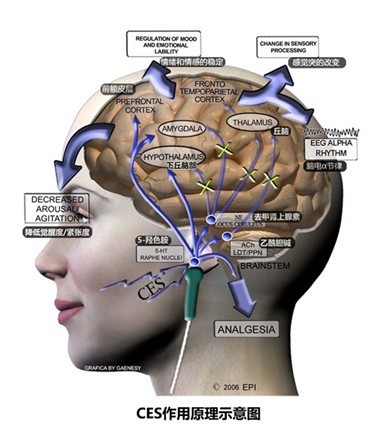 REGULATION OF MOOD
AND EMOTIONAL
LABILITY
情绪和情感的稳定
CHANGE IN SENSORY
PROCESSING
感觉突的改变
前额皮层
PREFRONTAL
CORTEX
FRONTO
TEMPOROPARIETAL
CORTEX
AMYGDALA
THALAMUS
丘脑
EEG ALPHA
RHYTHM
脑电α节律
HYPOTHALAMUS
下丘脑部
DECREASED
AROUSAL/
AGITATION
降低觉醒度/紧张度
NE
LOCUS CERULEUS
去甲肾上腺素
5-羟色胺
5-HT
RAPHE NUCLEI
ACh
LDT/PPN
乙酰胆碱
BRAINSTEM
CES
ANALGESIA
GRAFICA BY GAENESY
© 2006 EPI
CES作用原理示意图